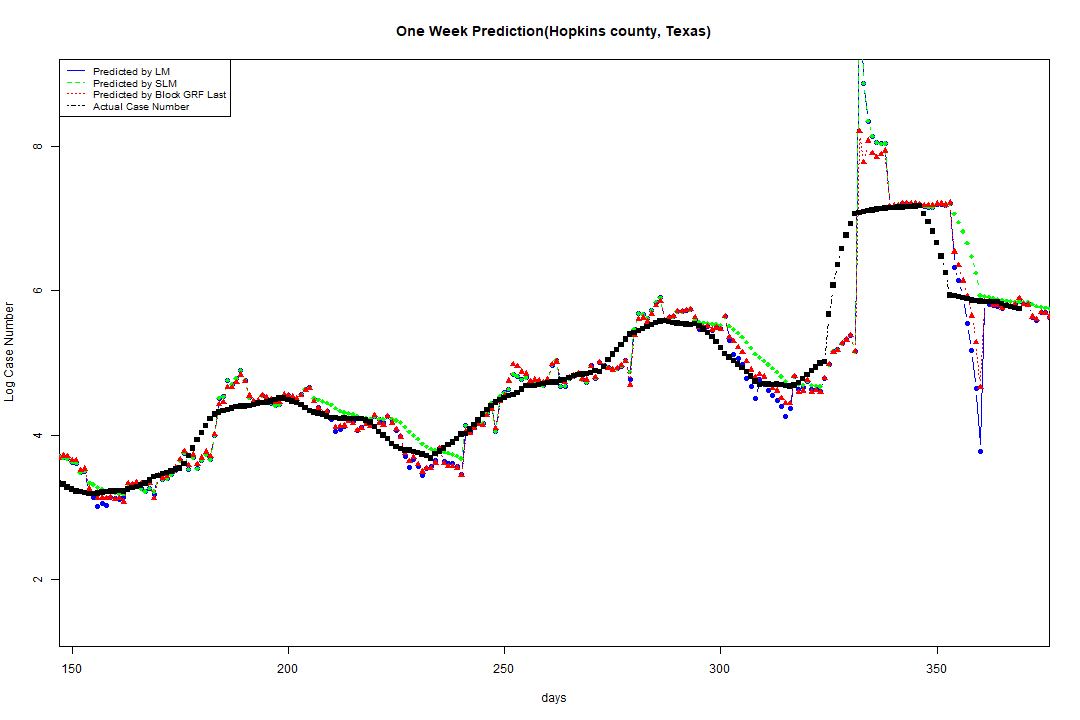 One Week Prediction(Hopkins county, Texas)
Predicted by LM
Predicted by SLM
Predicted by Block GRF Last
Actual Case Number
Log Case Number
8
6
4
2
150 200 250 300 350
days